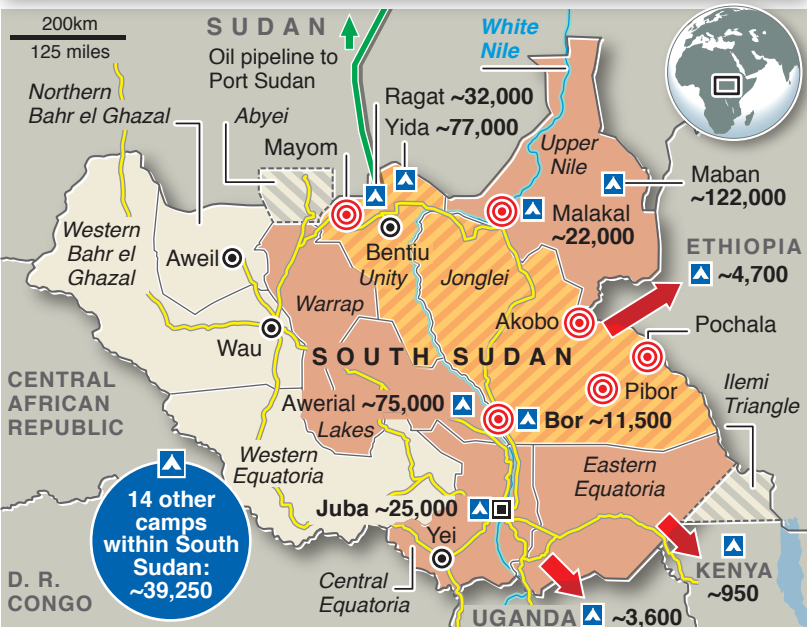 200km
125 miles
SUDAN
Oil pipeline to
Port Sudan
White
Nile
Northern
Bahr el Ghazal
Abyei
Mayom
Ragat ~32,000
Yida ~77,000
Upper
Nile
Maban
~122,000
Malakal
~22,000
ETHIOPIA
~4,700
Western
Bahr el
Ghazal
Aweil
Bentiu
Unity
Jonglei
Warrap
Akobo
Pochala
Wau
SOUTH SUDAN
Pibor
Ilemi
Triangle
CENTRAL
AFRICAN
REPUBLIC
Awerial ~75,000
Lakes
Bor ~11,500
Western
Equatoria
Eastern
Equatoria
14 other
camps
within South
Sudan:
~39,250
Juba ~25,000
Yei
D. R.
CONGO
Central
Equatoria
UGANDA
~3,600
KENYA
~950